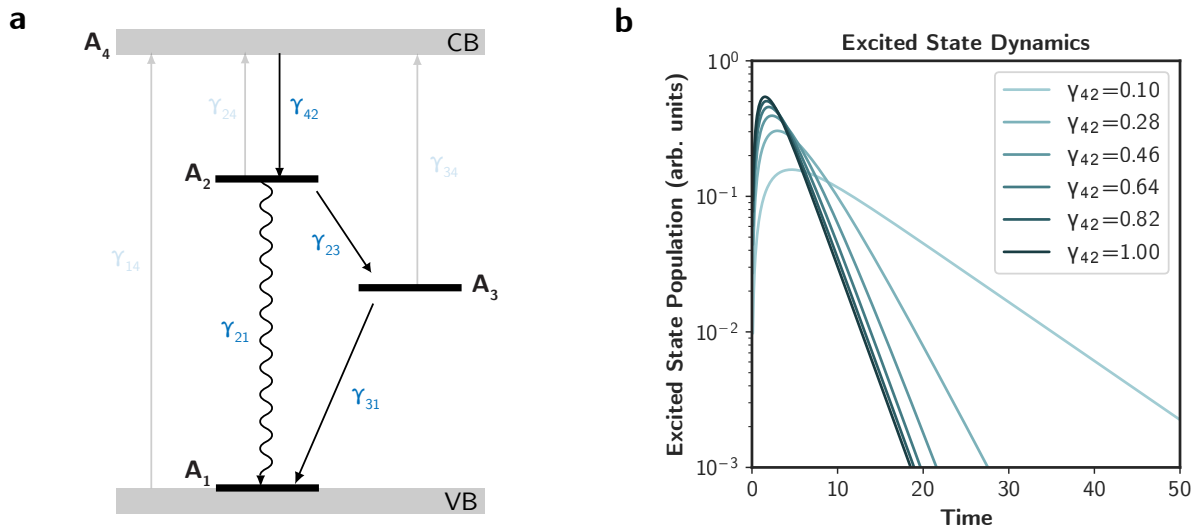 a
A₄
CB
γ₂₄
γ₄₂
A₂
γ₃₄
γ₂₃
γ₁₄
A₃
γ₂₁
γ₃₁
A₁
VB
b
Excited State Dynamics
Excited State Population (arb. units)
10⁰
10⁻¹
10⁻²
10⁻³
γ₄₂=0.10
γ₄₂=0.28
γ₄₂=0.46
γ₄₂=0.64
γ₄₂=0.82
γ₄₂=1.00
0 10 20 30 40 50
Time